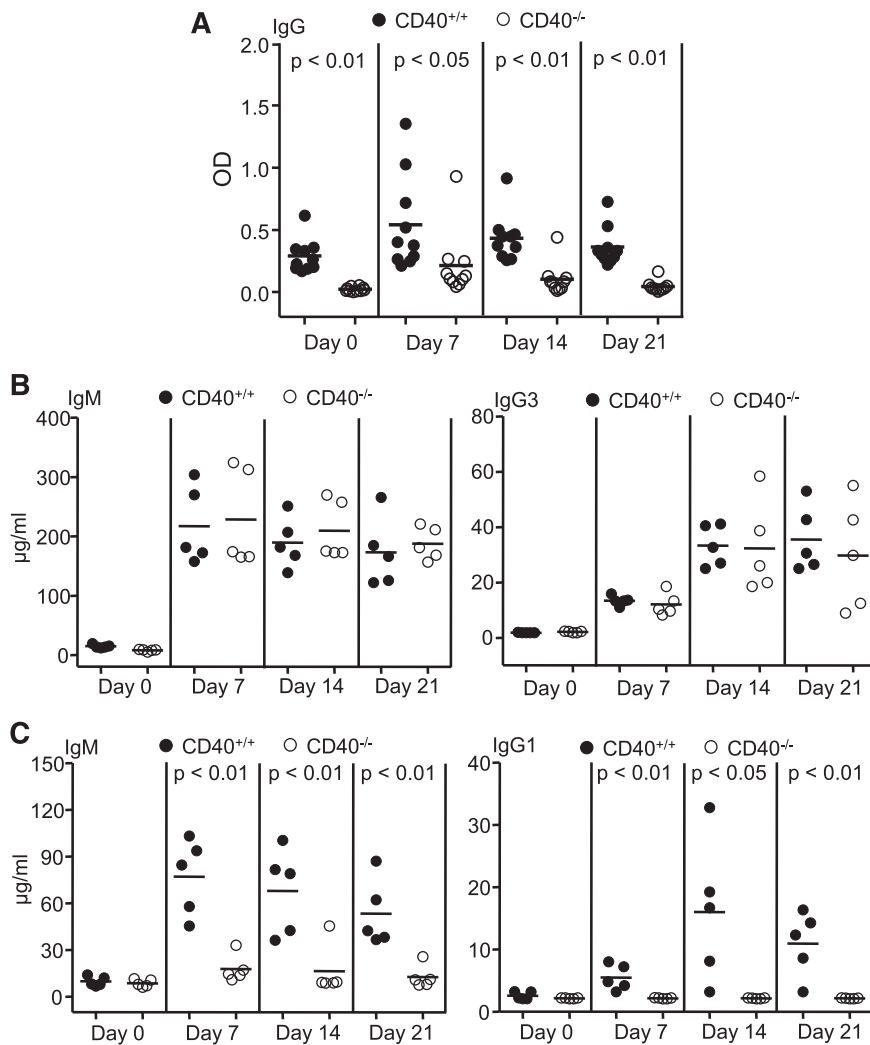 A
IgG
● CD40+/+ ○ CD40-/-
p < 0.01 p < 0.05 p < 0.01 p < 0.01
OD
2.0
1.5
1.0
0.5
0.0
Day 0 Day 7 Day 14 Day 21
B
IgM
● CD40+/+ ○ CD40-/-
µg/ml
400
300
200
100
0
Day 0 Day 7 Day 14 Day 21
IgG3
● CD40+/+ ○ CD40-/-
80
60
40
20
0
Day 0 Day 7 Day 14 Day 21
C
IgM
● CD40+/+ ○ CD40-/-
p < 0.01 p < 0.01 p < 0.01
µg/ml
150
120
90
60
30
0
Day 0 Day 7 Day 14 Day 21
IgG1
● CD40+/+ ○ CD40-/-
p < 0.01 p < 0.05 p < 0.01
40
30
20
10
0
Day 0 Day 7 Day 14 Day 21